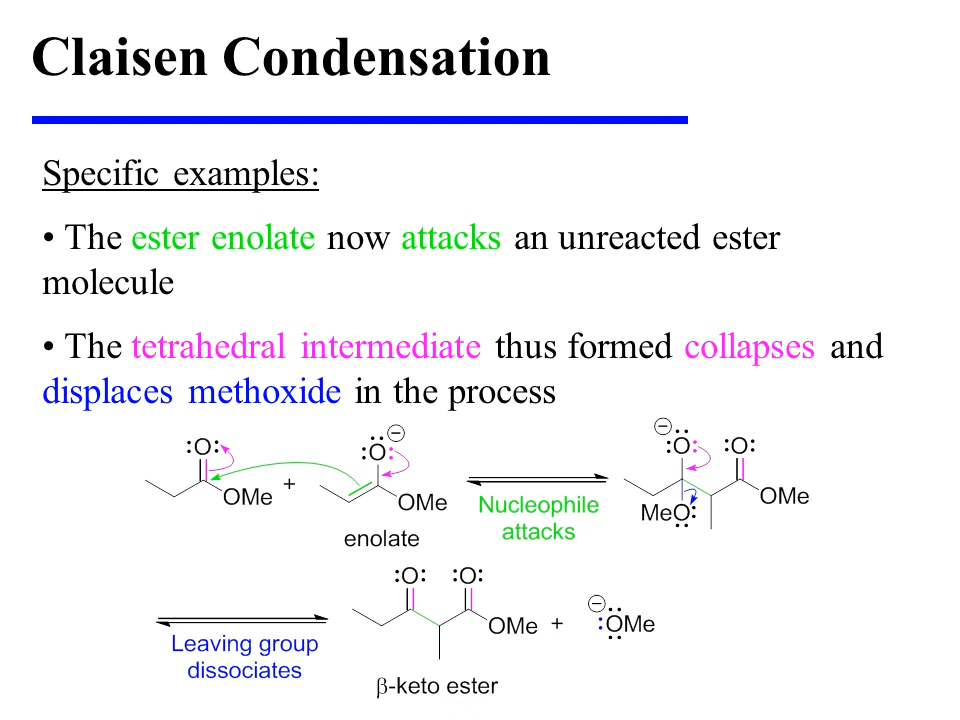 Claisen Condensation
Specific examples:
• The ester enolate now attacks an unreacted ester
molecule
• The tetrahedral intermediate thus formed collapses and
displaces methoxide in the process
O
OMe
+
O
−
OMe
enolate
Nucleophile
attacks
−
O
O
OMe
MeO
Leaving group
dissociates
O
O
OMe
+
−
OMe
β-keto ester